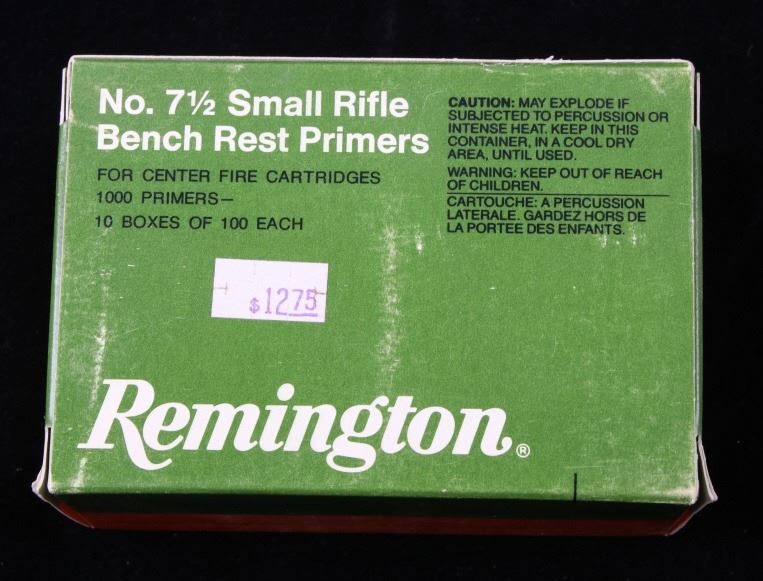 No. 7½ Small Rifle
Bench Rest Primers
FOR CENTER FIRE CARTRIDGES
1000 PRIMERS—
10 BOXES OF 100 EACH
CAUTION: MAY EXPLODE IF
SUBJECTED TO PERCUSSION OR
INTENSE HEAT. KEEP IN THIS
CONTAINER, IN A COOL DRY
AREA, UNTIL USED.
WARNING: KEEP OUT OF REACH
OF CHILDREN.
CARTOUCHE: A PERCUSSION
LATERALE. GARDEZ HORS DE
LA PORTEE DES ENFANTS.
$1275
Remington®